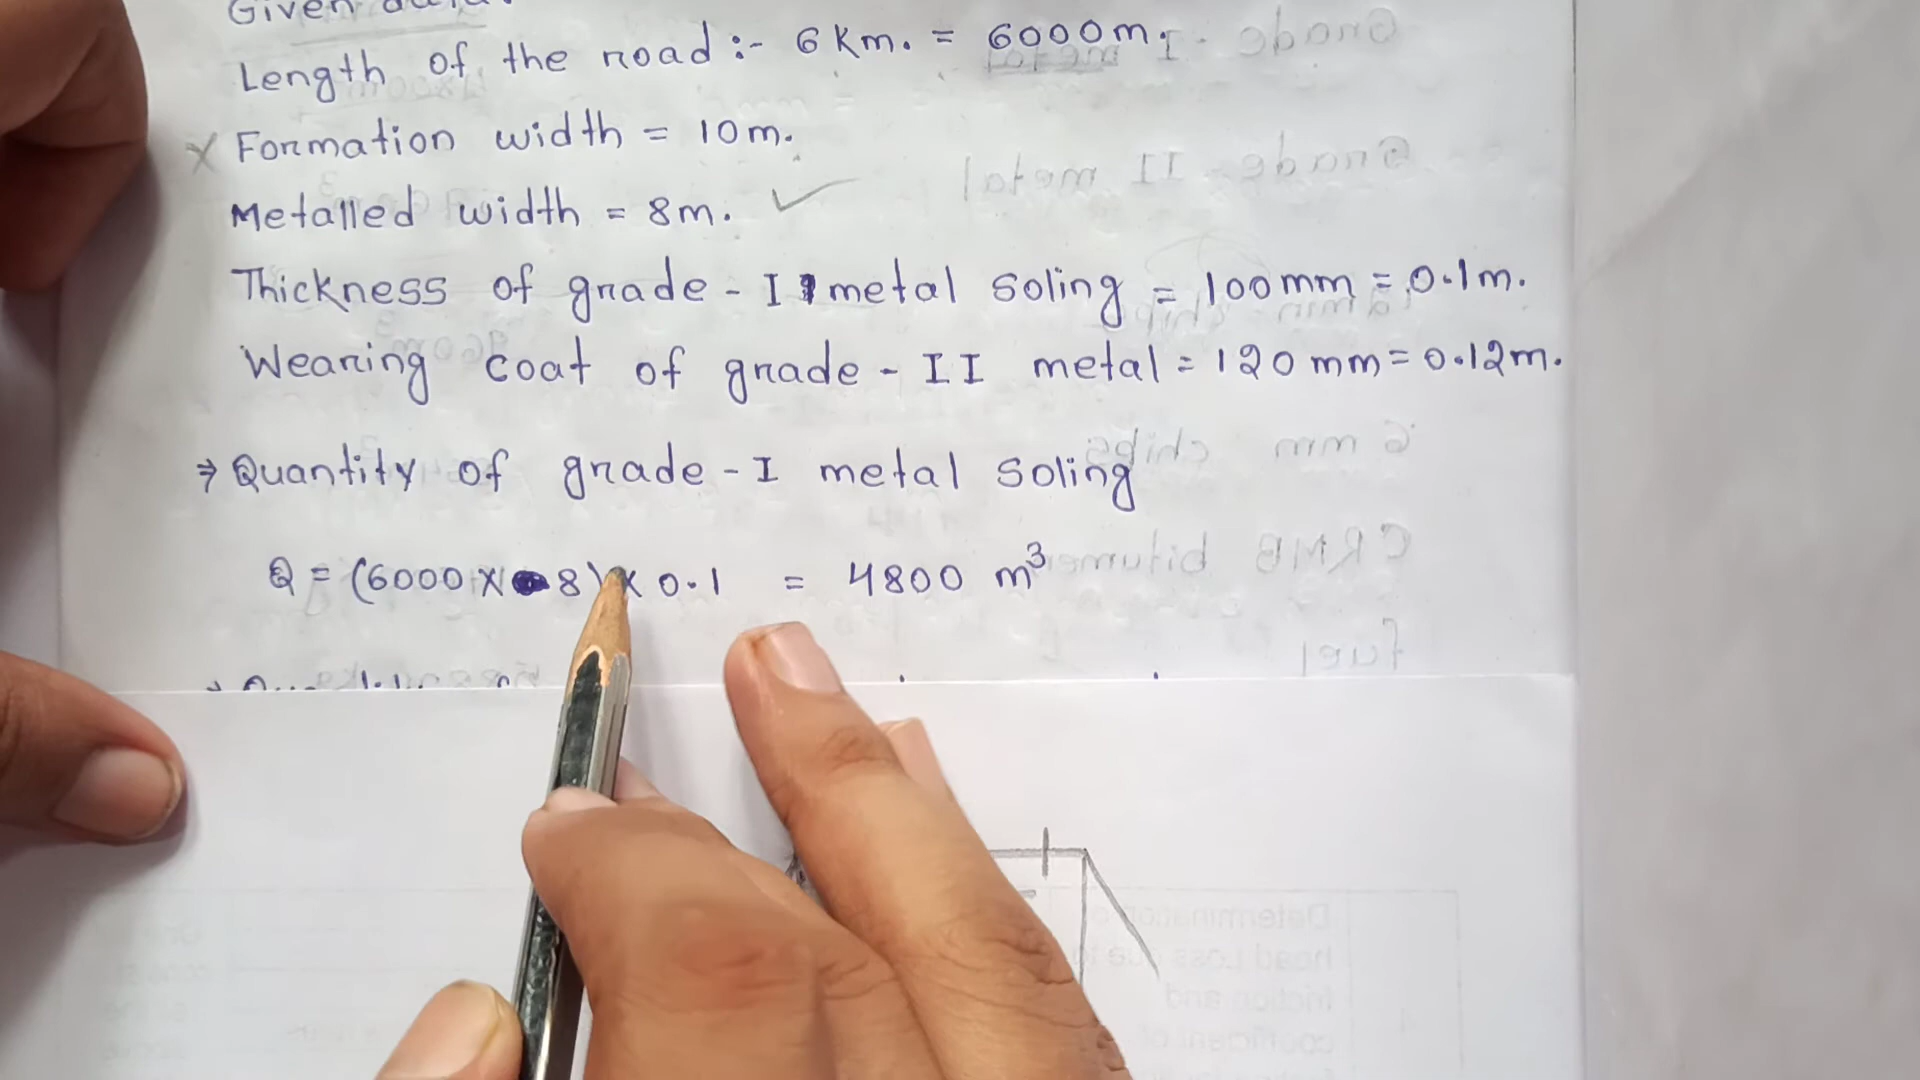 Given data:
Length of the road :- 6 Km. = 6000m.
X Formation width = 10m.
Metalled width = 8m. ✓
Thickness of grade - I metal soling = 100mm = 0.1m.
Wearing coat of grade - II metal = 120 mm = 0.12m.
→ Quantity of grade - I metal soling
Q = (6000 × 8) × 0.1 = 4800 m³